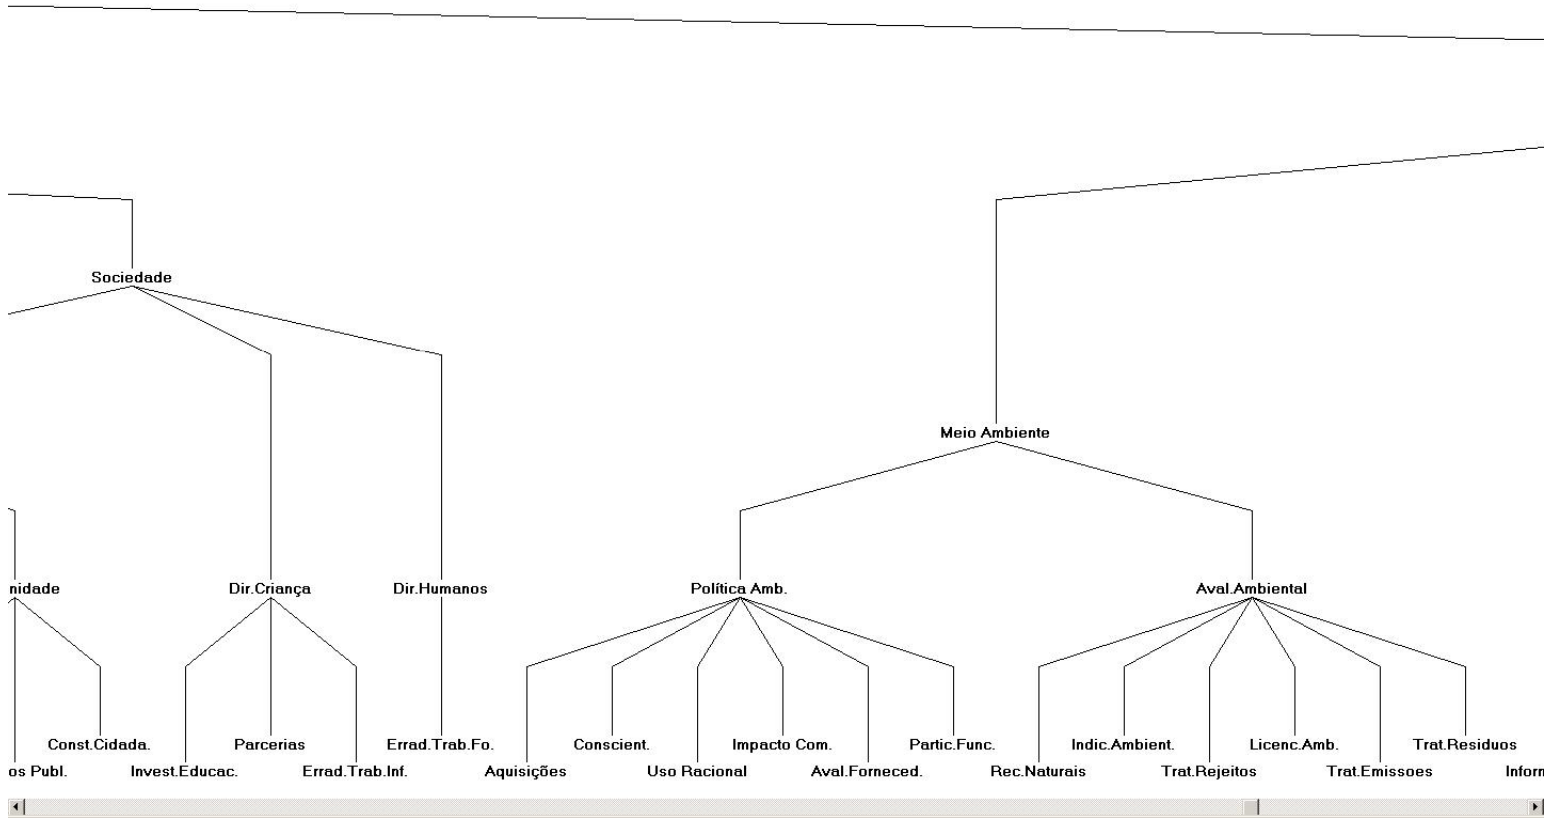 Sociedade
Meio Ambiente
nidade Dir.Criança Dir.Humanos Política Amb. Aval.Ambiental
Const.Cidada. Parcerias Errad.Trab.Fo. Conscient. Impacto Com. Partic.Func. Indic.Ambient. Licenc.Amb. Trat.Residuos
os Publ. Invest.Educac. Errad.Trab.Inf. Aquisições Uso Racional Aval.Forneced. Rec.Naturais Trat.Rejeitos Trat.Emissoes Inform